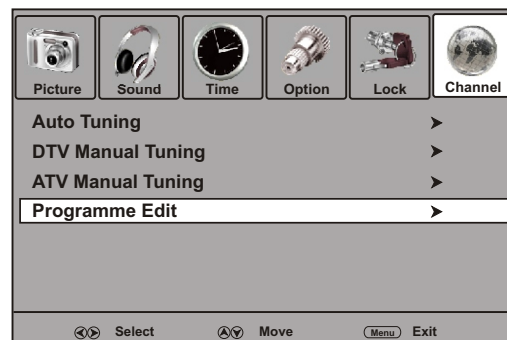 Picture Sound Time Option Lock Channel
Auto Tuning
DTV Manual Tuning
ATV Manual Tuning
Programme Edit
Select Move Menu Exit